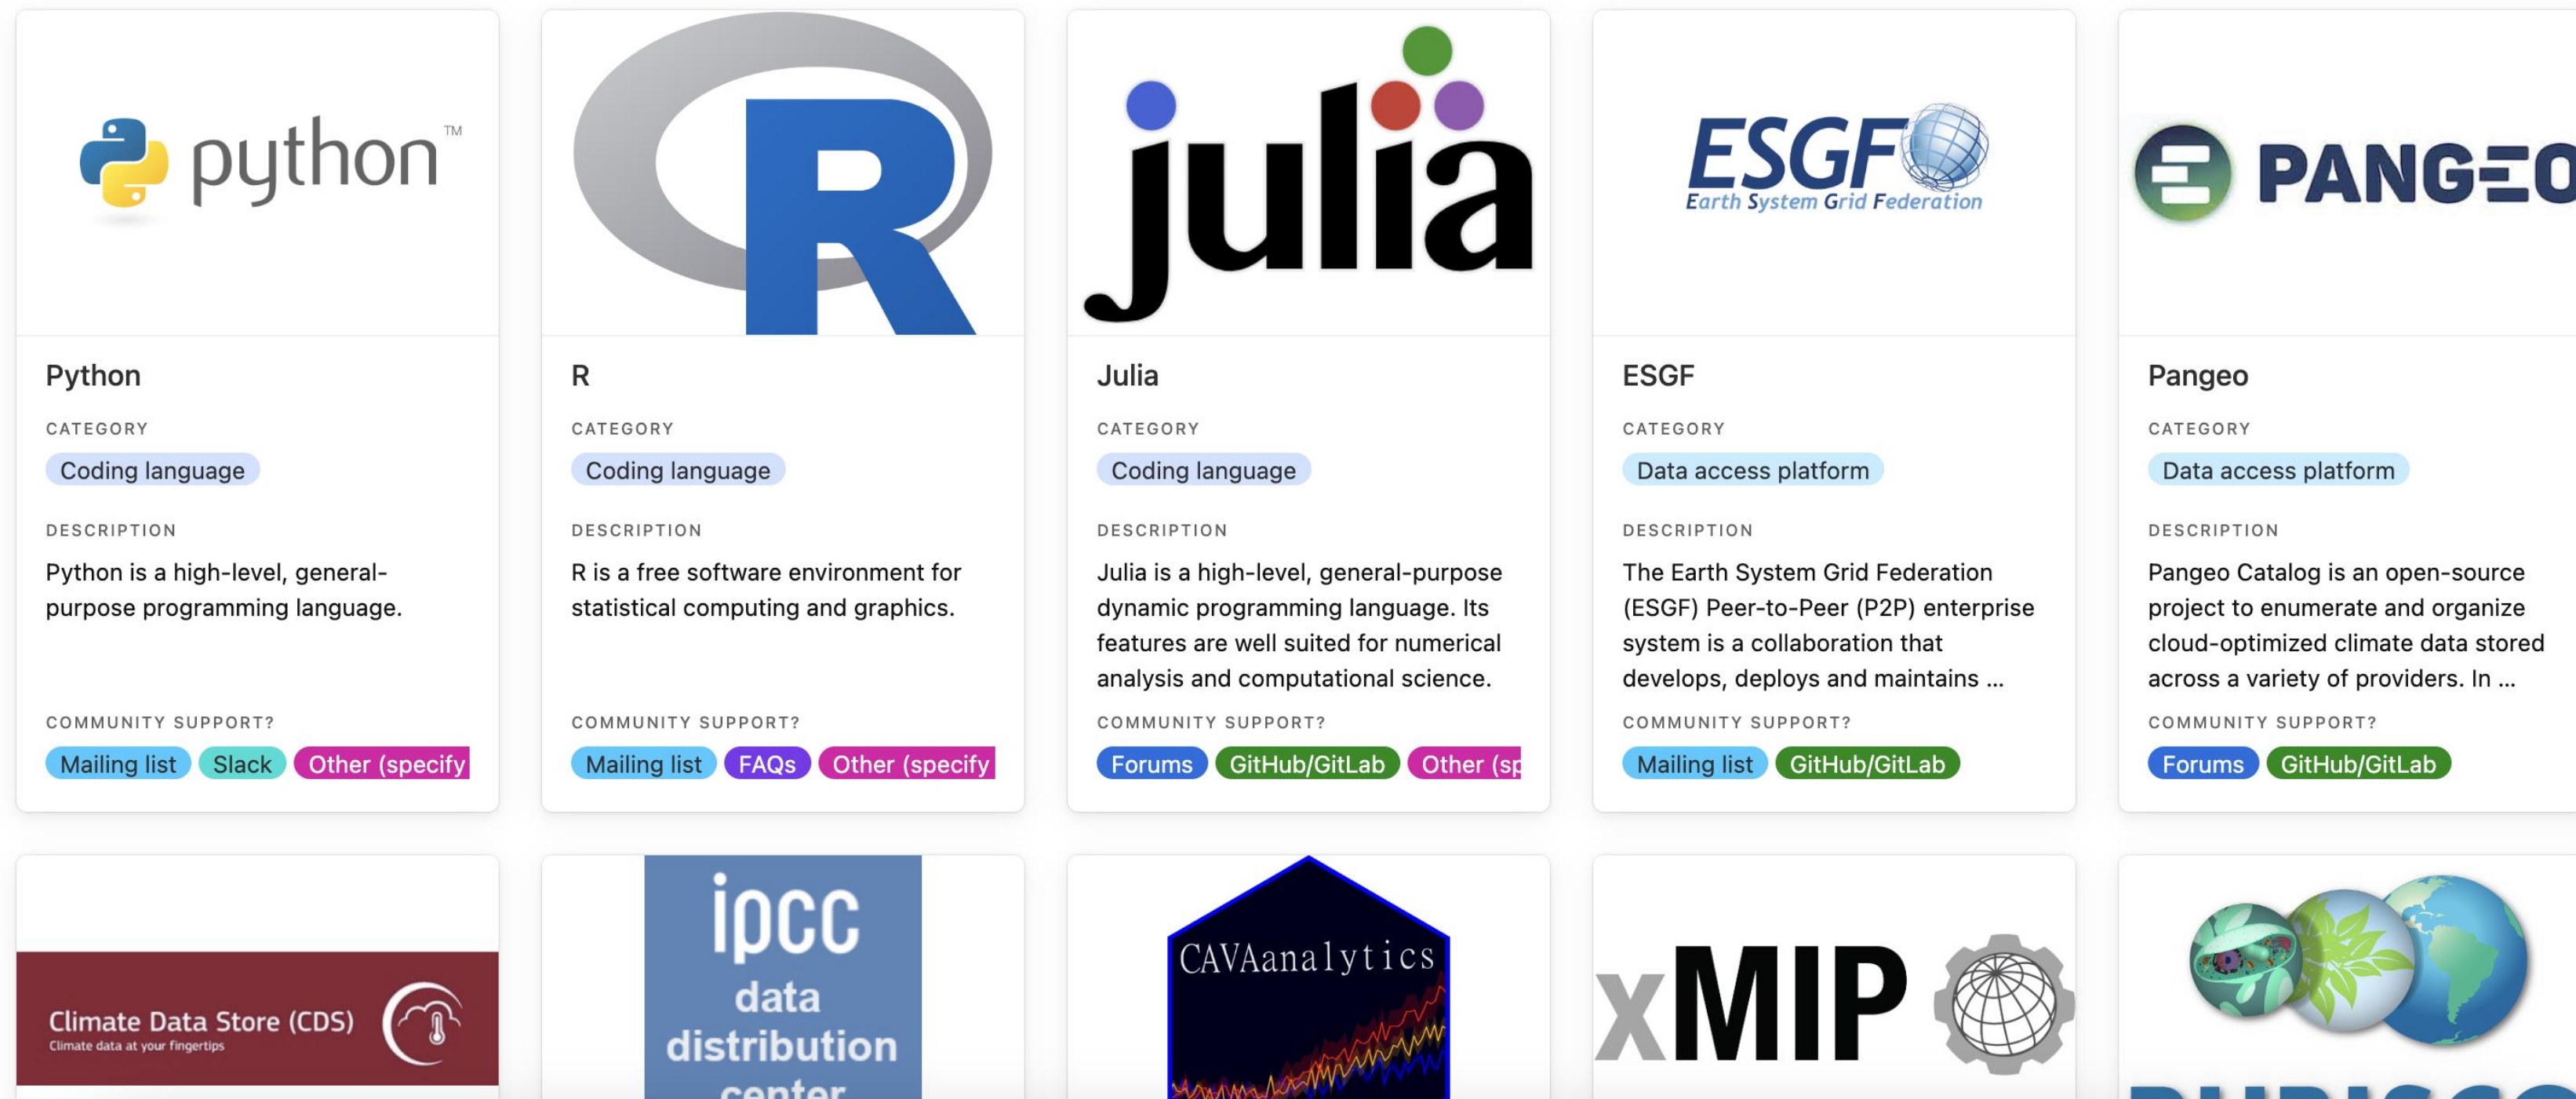 python™
R
julia
ESGF
Earth System Grid Federation
PANGEO
Python
CATEGORY
Coding language
DESCRIPTION
Python is a high-level, general-
purpose programming language.
COMMUNITY SUPPORT?
Mailing list Slack Other (specify
R
CATEGORY
Coding language
DESCRIPTION
R is a free software environment for
statistical computing and graphics.
COMMUNITY SUPPORT?
Mailing list FAQs Other (specify
Julia
CATEGORY
Coding language
DESCRIPTION
Julia is a high-level, general-purpose
dynamic programming language. Its
features are well suited for numerical
analysis and computational science.
COMMUNITY SUPPORT?
Forums GitHub/GitLab Other (sp
ESGF
CATEGORY
Data access platform
DESCRIPTION
The Earth System Grid Federation
(ESGF) Peer-to-Peer (P2P) enterprise
system is a collaboration that
develops, deploys and maintains ...
COMMUNITY SUPPORT?
Mailing list GitHub/GitLab
Pangeo
CATEGORY
Data access platform
DESCRIPTION
Pangeo Catalog is an open-source
project to enumerate and organize
cloud-optimized climate data stored
across a variety of providers. In ...
COMMUNITY SUPPORT?
Forums GitHub/GitLab
Climate Data Store (CDS)
Climate data at your fingertips
ipcc
data
distribution
center
CAVAanalytics
xMIP